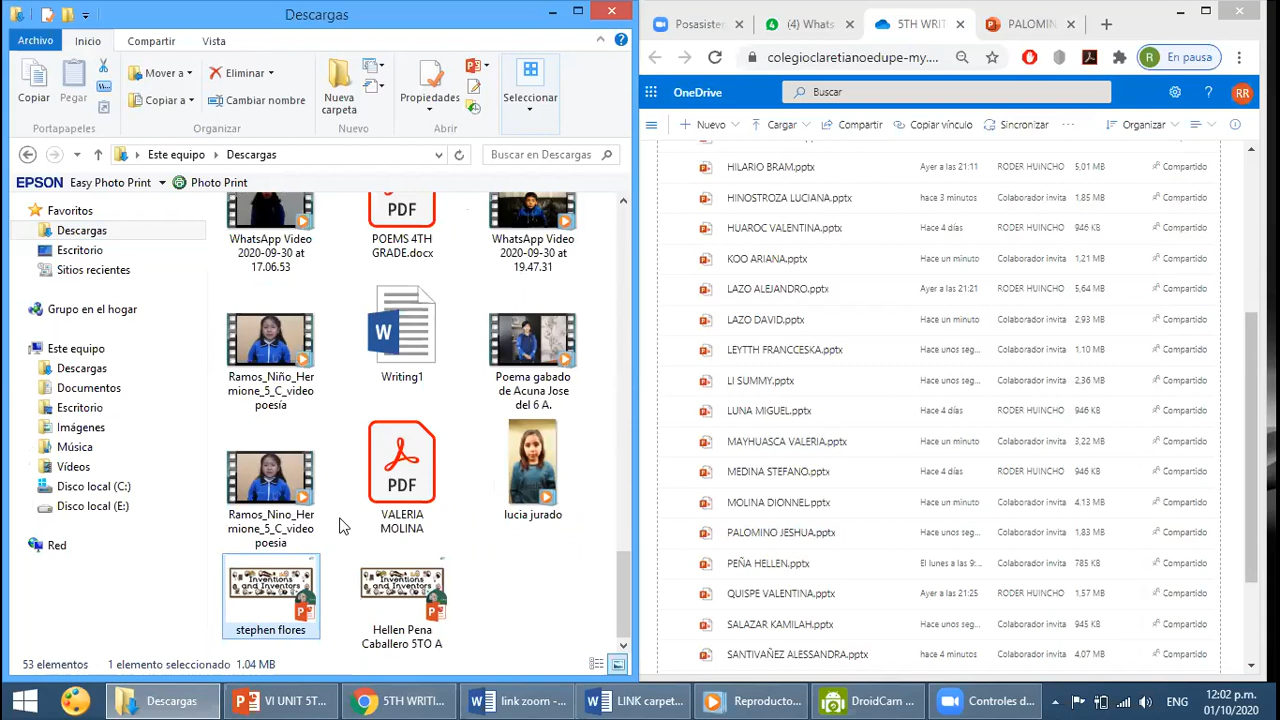 Descargas
Archivo Inicio Compartir Vista
Copiar Pegar
Mover a
Copiar a
Eliminar
Cambiar nombre
Nueva carpeta
Propiedades
Seleccionar
Portapapeles Organizar Nuevo Abrir
Este equipo Descargas
Buscar en Descargas
EPSON Easy Photo Print Photo Print
Favoritos
Descargas
Escritorio
Sitios recientes
Grupo en el hogar
Este equipo
Descargas
Documentos
Escritorio
Imágenes
Música
Vídeos
Disco local (C:)
Disco local (E:)
Red
WhatsApp Video 2020-09-30 at 17.06.53
PDF
POEMS 4TH GRADE.docx
WhatsApp Video 2020-09-30 at 19.47.31
Ramos_Niño_Hermione_5_C_video poesía
W
Writing1
Poema gabado de Acuna Jose del 6 A.
Ramos_Nino_Hermione_5_C_video poesia
PDF
VALERIA MOLINA
lucia jurado
Inventions and Inventors
stephen flores
Inventions and Inventors
Hellen Pena Caballero 5TO A
53 elementos 1 elemento seleccionado 1.04 MB
Posasister (4) Whats 5TH WRIT PALOMIN
colegioclaretianoedupe-my....
R En pausa
OneDrive Buscar RR
Nuevo Cargar Compartir Copiar vínculo Sincronizar ... Organizar
HILARIO BRAM.pptx Ayer a las 21:11 RODER HUINCHO 5,01 MB Compartido
HINOSTROZA LUCIANA.pptx hace 3 minutos Colaborador invita 1,85 MB Compartido
HUAROC VALENTINA.pptx Hace 4 días RODER HUINCHO 946 KB Compartido
KOO ARIANA.pptx Hace un minuto Colaborador invita 1,21 MB Compartido
LAZO ALEJANDRO.pptx Ayer a las 21:21 RODER HUINCHO 5,64 MB Compartido
LAZO DAVID.pptx Hace un minuto Colaborador invita 2,93 MB Compartido
LEYTTH FRANCCESKA.pptx Hace unos seg... Colaborador invita 1,10 MB Compartido
LI SUMMY.pptx Hace unos seg... Colaborador invita 2,36 MB Compartido
LUNA MIGUEL.pptx Hace 4 días RODER HUINCHO 946 KB Compartido
MAYHUASCA VALERIA.pptx Hace un minuto Colaborador invita 3,22 MB Compartido
MEDINA STEFANO.pptx Hace 4 días RODER HUINCHO 946 KB Compartido
MOLINA DIONNEL.pptx Hace un minuto Colaborador invita 4,13 MB Compartido
PALOMINO JESHUA.pptx Hace unos seg... Colaborador invita 1,83 MB Compartido
PEÑA HELLEN.pptx El lunes a las 9:... RODER HUINCHO 785 KB Compartido
QUISPE VALENTINA.pptx Ayer a las 21:25 RODER HUINCHO 1,57 MB Compartido
SALAZAR KAMILAH.pptx Hace unos seg... Colaborador invita 945 KB Compartido
SANTIVAÑEZ ALESSANDRA.pptx hace 4 minutos Colaborador invita 4,07 MB Compartido
Descargas VI UNIT 5T... 5TH WRITI... link zoom -... LINK carpet... Reproducto... DroidCam ... Controles d...
ENG
12:02 p.m.
01/10/2020